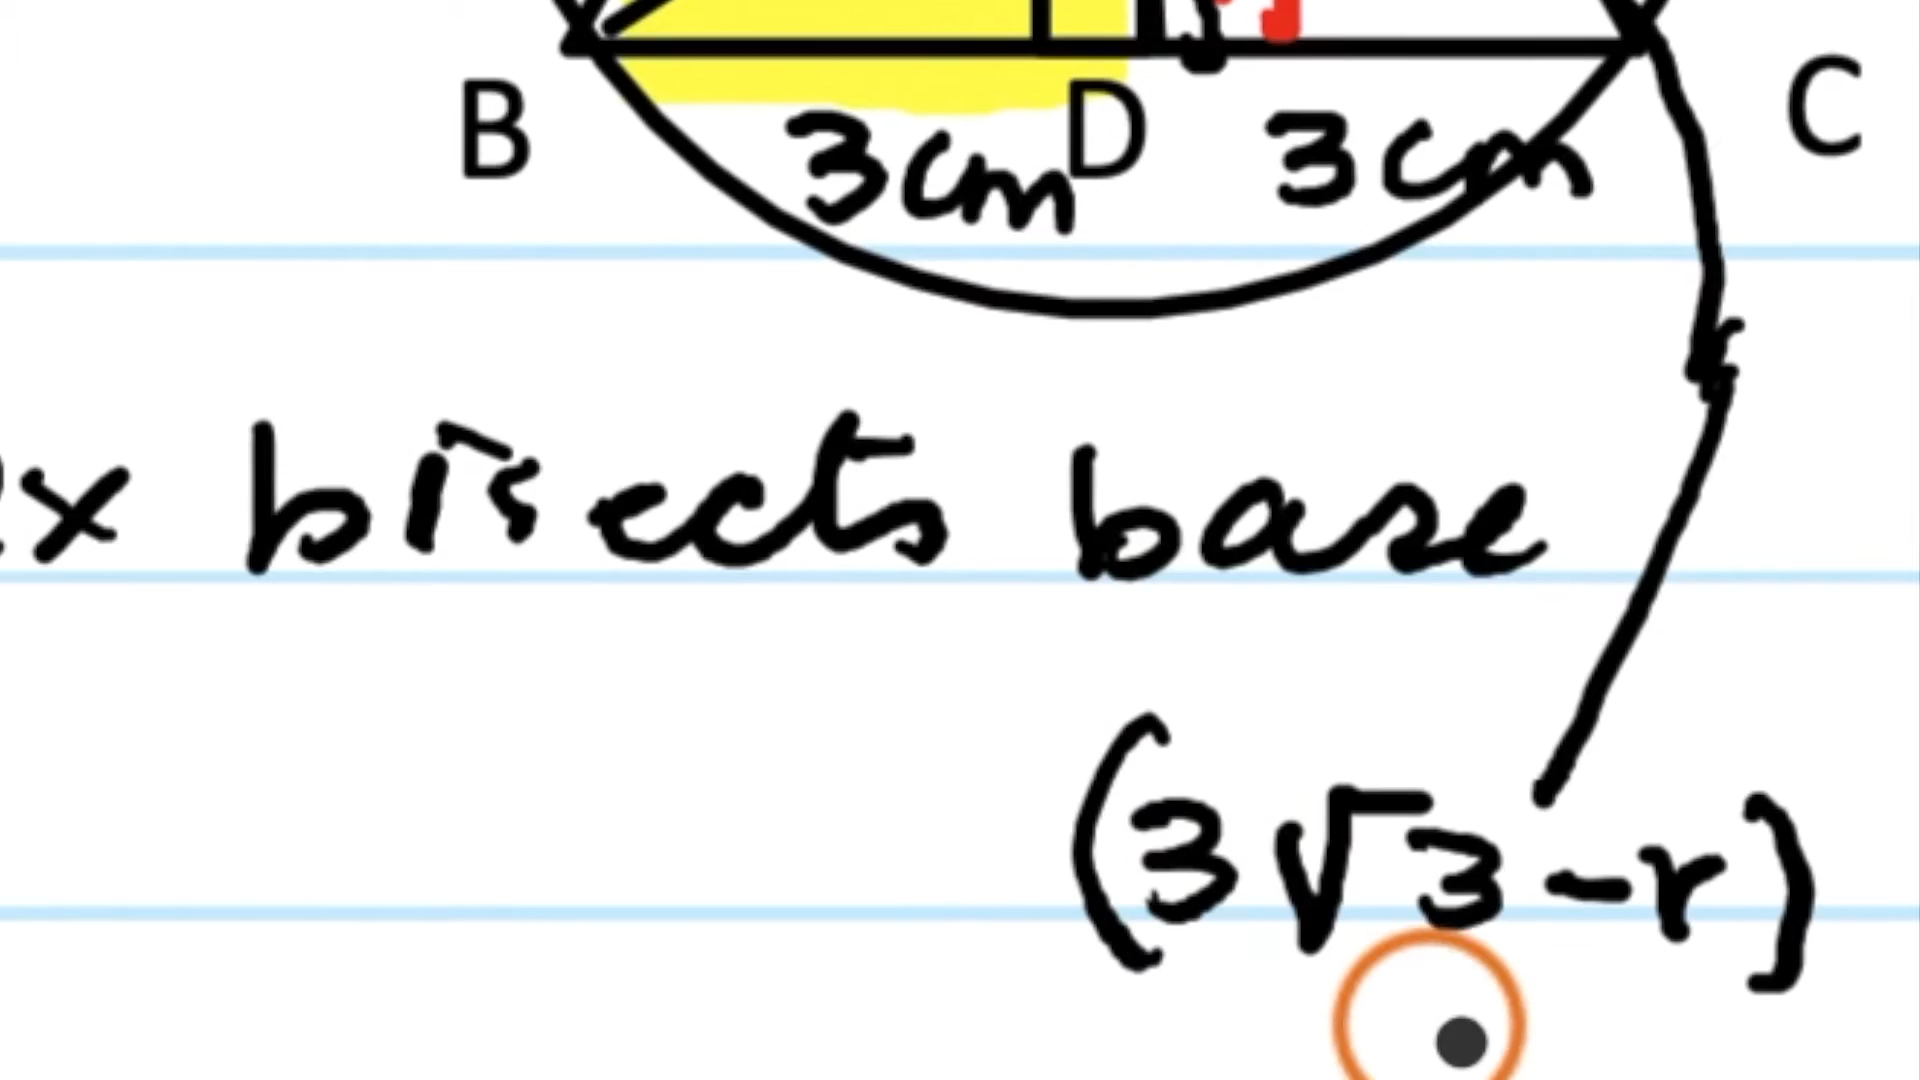 B D C
3cm 3cm
x bisects base
(3√3-r)